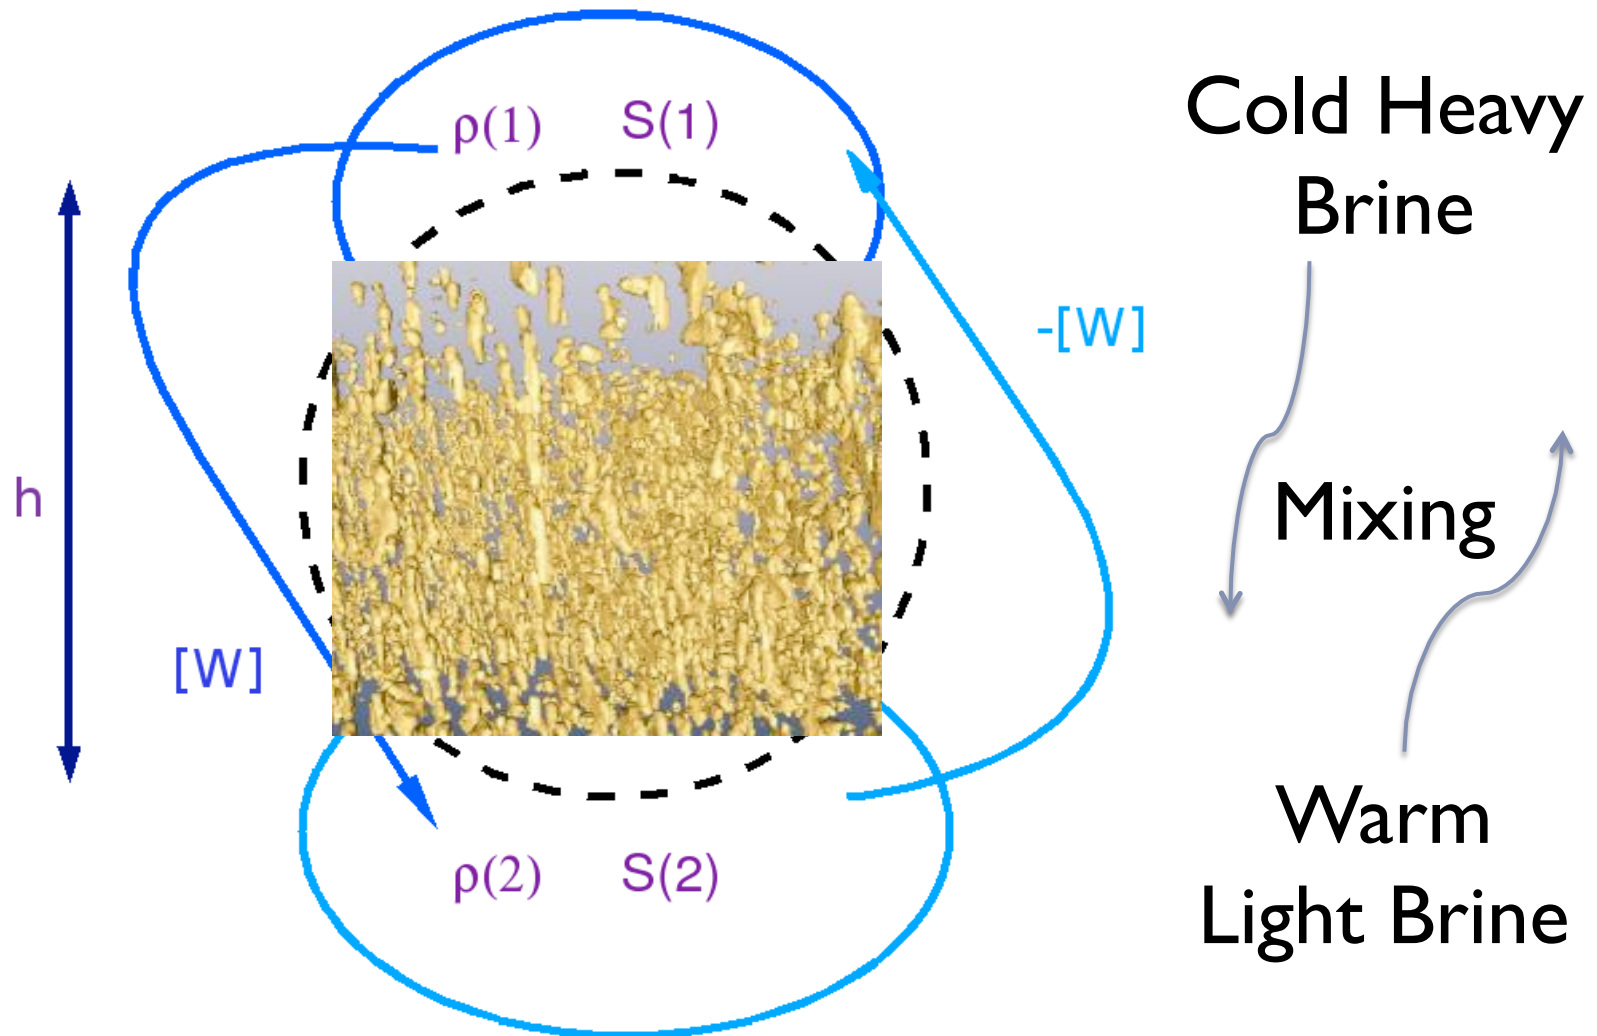 ρ(1) S(1)
Cold Heavy
Brine
-[W]
h
Mixing
[W]
Warm
ρ(2) S(2)
Light Brine